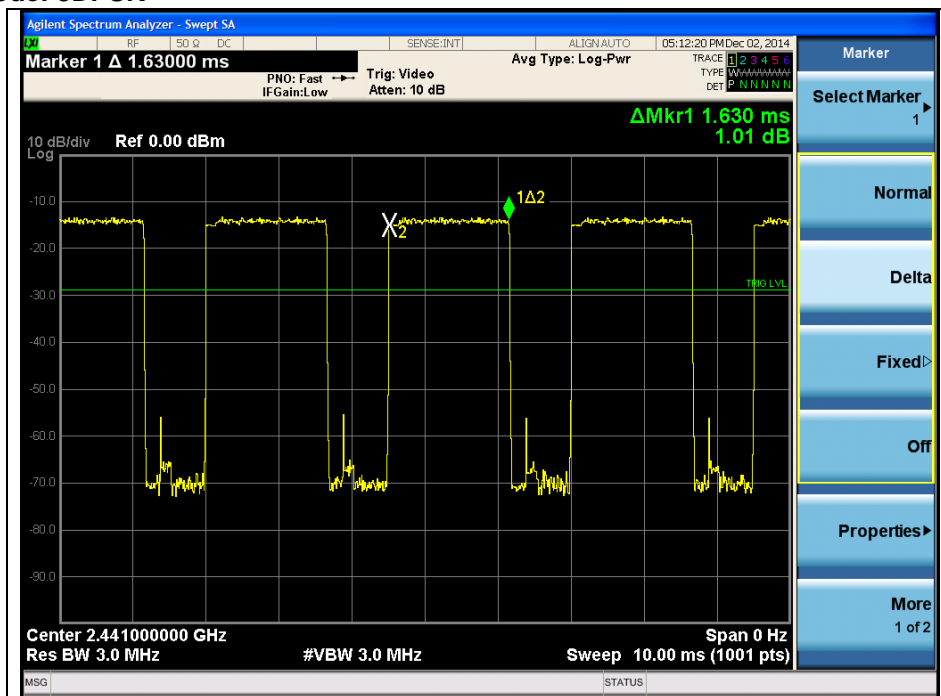 Agilent Spectrum Analyzer - Swept SA
LXI RF 50 Ω DC SENSE:INT ALIGN AUTO 05:12:20 PM Dec 02, 2014
Marker 1 Δ 1.63000 ms
PNO: Fast
IFGain:Low
Trig: Video
Atten: 10 dB
Avg Type: Log-Pwr
TRACE 1 2 3 4 5 6
TYPE
DET P N N N N N
ΔMkr1 1.630 ms
1.01 dB
10 dB/div Ref 0.00 dBm
Log
-10.0
-20.0
-30.0
-40.0
-50.0
-60.0
-70.0
-80.0
-90.0
1Δ2
X2
TRIG LVL
Center 2.441000000 GHz Span 0 Hz
Res BW 3.0 MHz #VBW 3.0 MHz Sweep 10.00 ms (1001 pts)
MSG STATUS
Marker
Select Marker
1
Normal
Delta
Fixed
Off
Properties
More
1 of 2